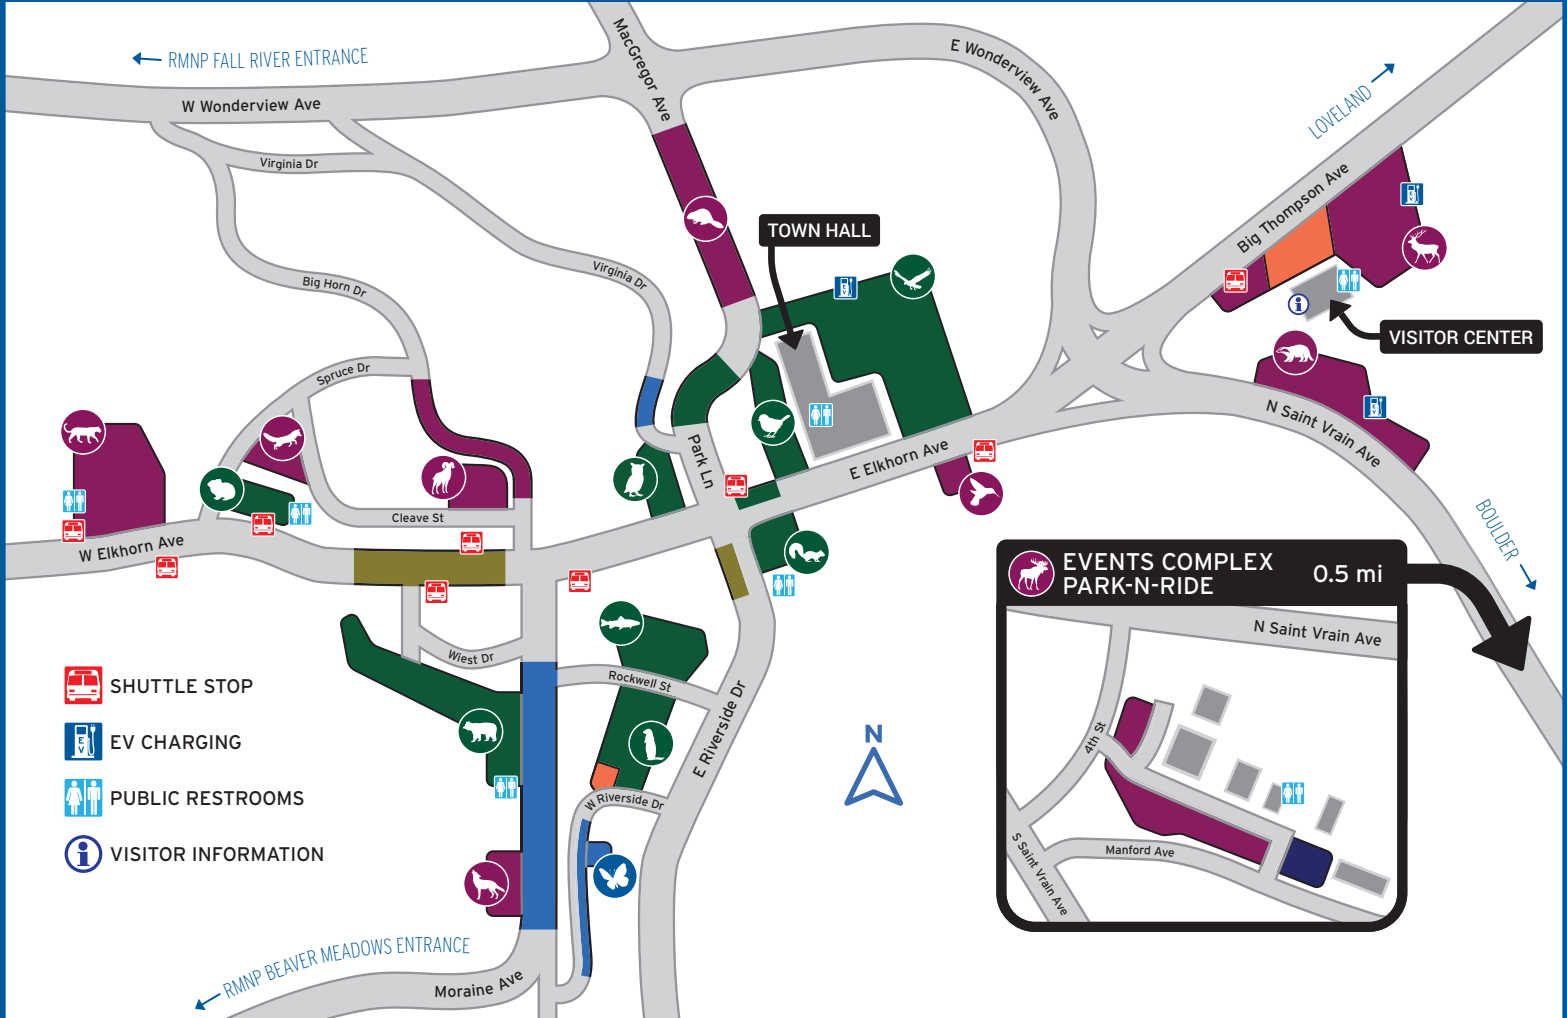 MacGregor Ave
E Wonderview Ave
RMNP FALL RIVER ENTRANCE
W Wonderview Ave
LOVELAND
Virginia Dr
Big Thompson Ave
TOWN HALL
Virginia Dr
Big Horn Dr
EV
EV
VISITOR CENTER
i
Spruce Dr
EV
N Saint Vrain Ave
Park Ln
E Elkhorn Ave
Cleave St
W Elkhorn Ave
BOULDER
EVENTS COMPLEX
PARK-N-RIDE
0.5 mi
N Saint Vrain Ave
Wiest Dr
Rockwell St
E Riverside Dr
SHUTTLE STOP
EV
EV CHARGING
PUBLIC RESTROOMS
i
VISITOR INFORMATION
N
4th St
W Riverside Dr
Manford Ave
S Saint Vrain Ave
RMNP BEAVER MEADOWS ENTRANCE
Moraine Ave